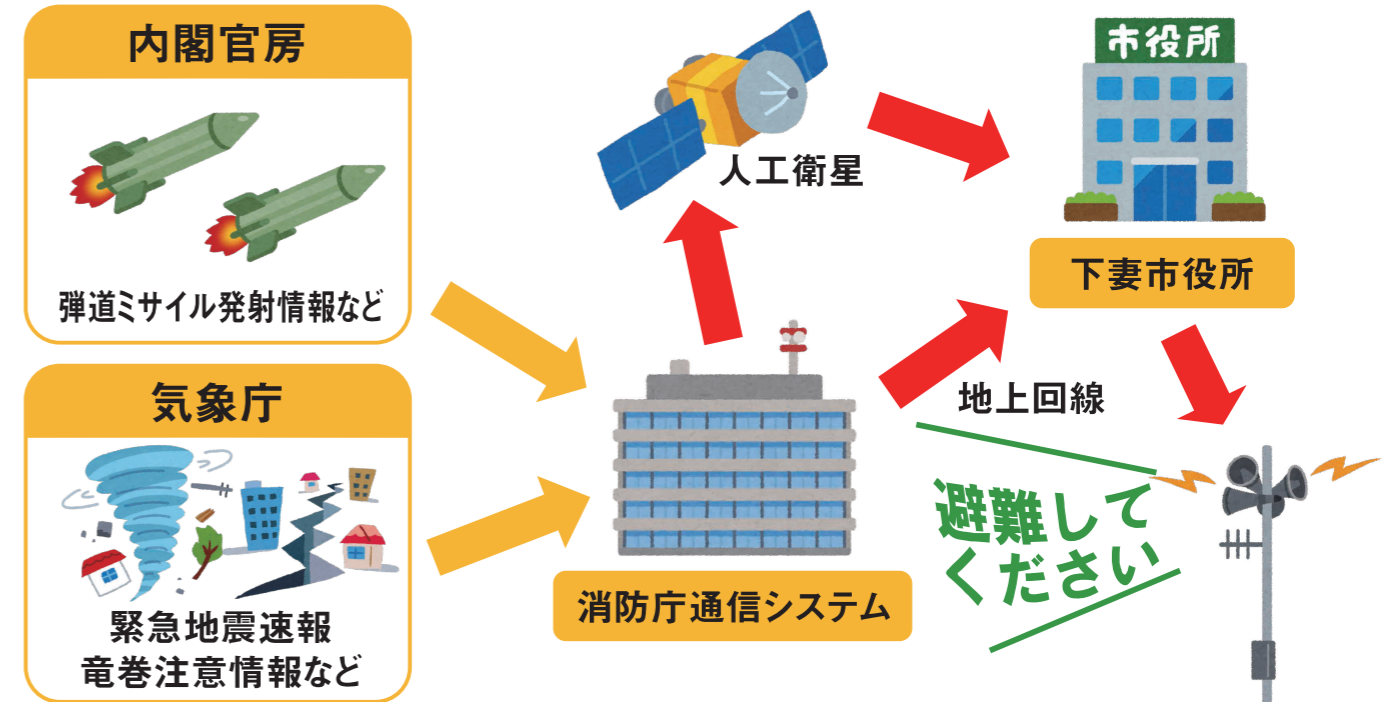 内閣官房
弾道ミサイル発射情報など
気象庁
緊急地震速報
竜巻注意情報など
人工衛星
消防庁通信システム
市役所
下妻市役所
地上回線
避難して
ください